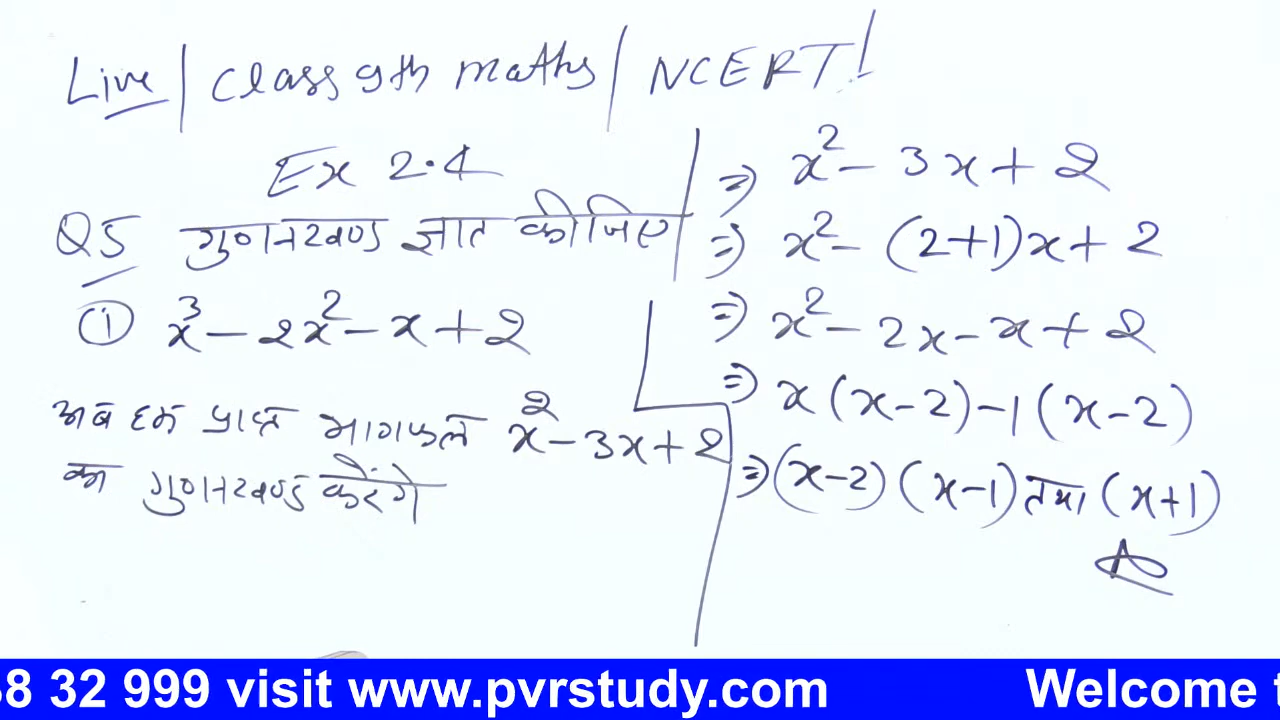 Live | Class 9th maths | NCERT!
Ex 2.4
Q5 गुणनखण्ड ज्ञात कीजिए
① x³ - 2x² - x + 2
अब हम प्राप्त भागफल x² - 3x + 2
का गुणनखण्ड करेंगे
⇒ x² - 3x + 2
⇒ x² - (2+1)x + 2
⇒ x² - 2x - x + 2
⇒ x(x-2) -1(x-2)
⇒ (x-2) (x-1) तथा (x+1)
8 32 999 visit www.pvrstudy.com Welcome t